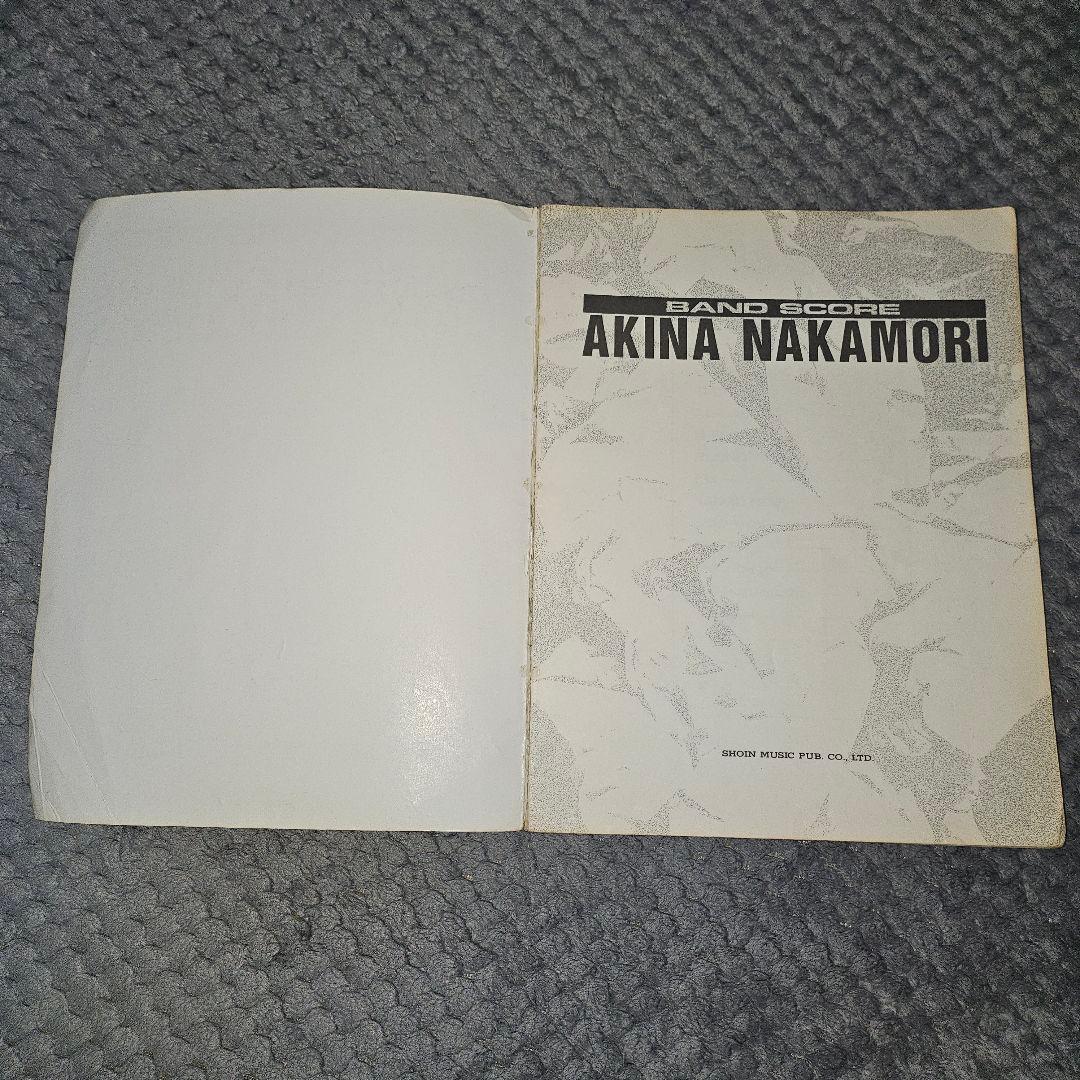 BAND SCORE
AKINA NAKAMORI
SHOIN MUSIC PUB. CO., LTD.